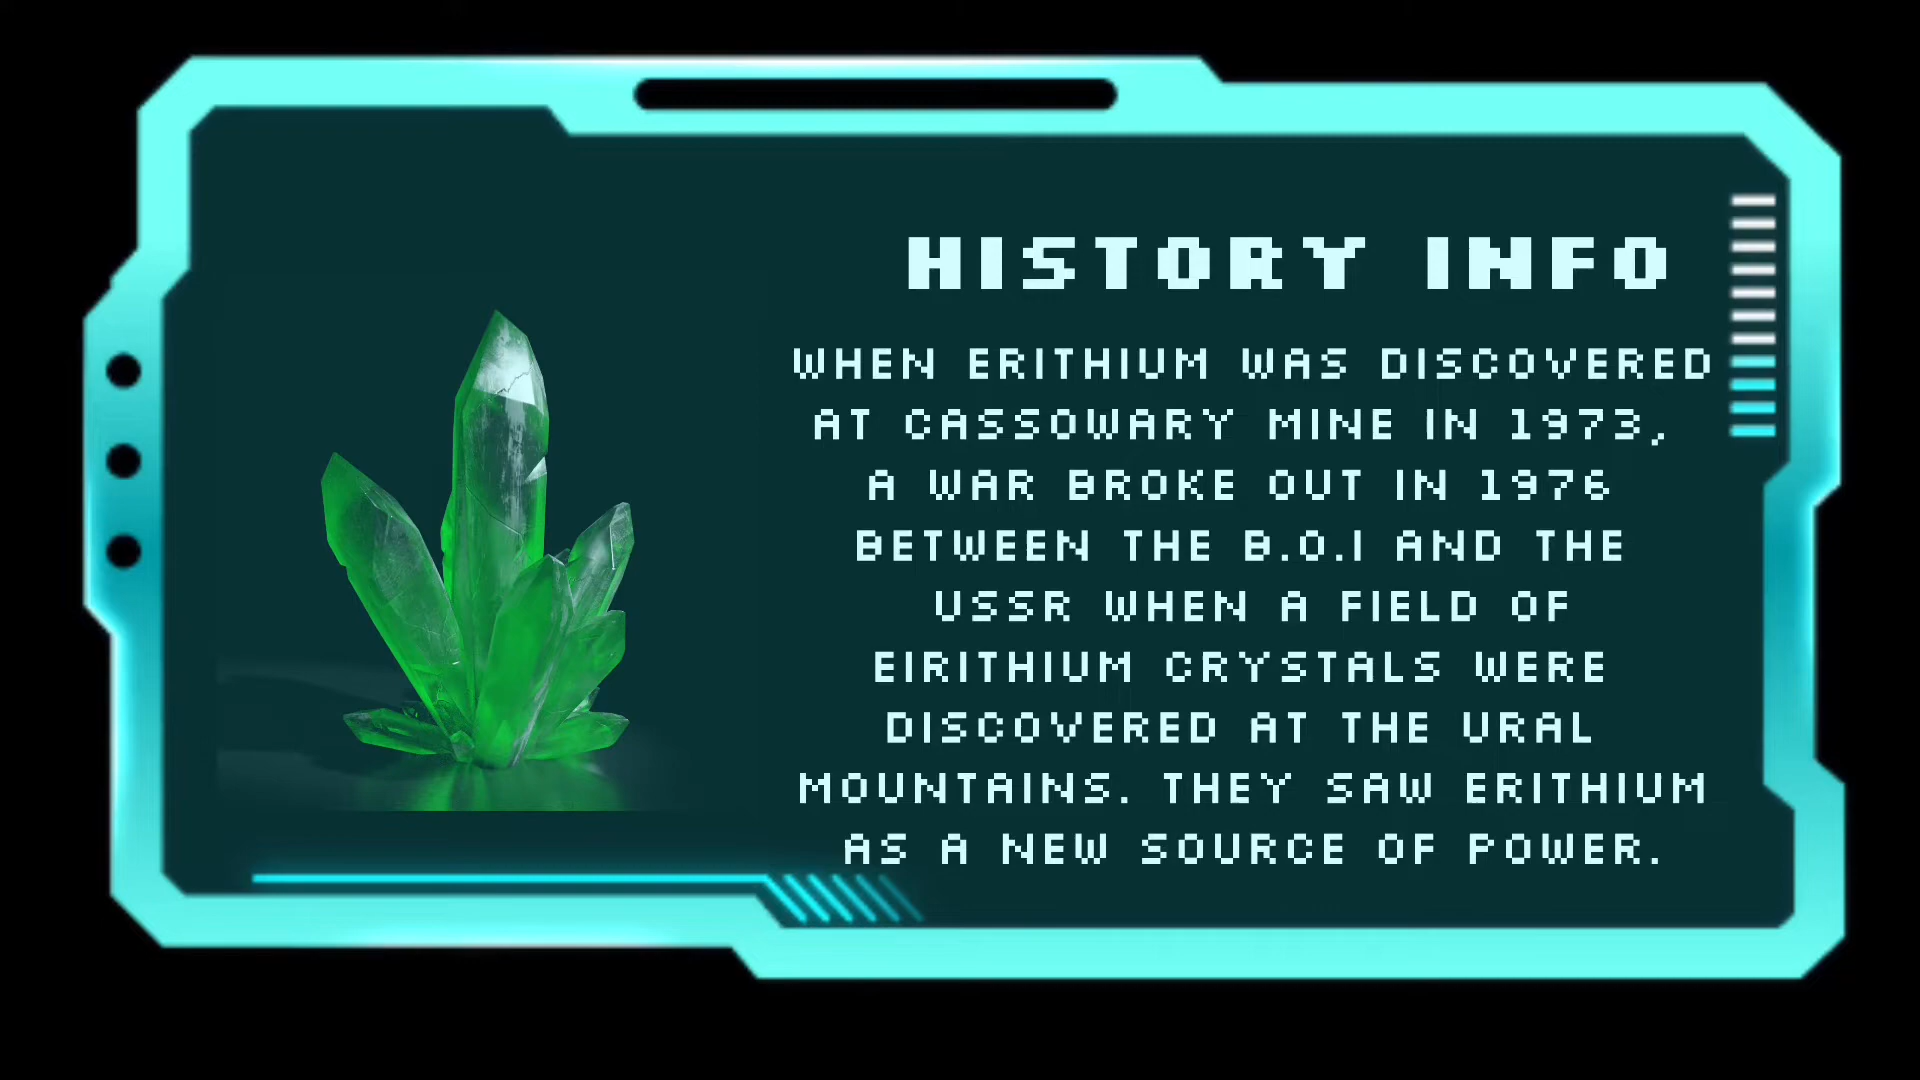 HISTORY INFO
WHEN ERITHIUM WAS DISCOVERED
AT CASSOWARY MINE IN 1973,
A WAR BROKE OUT IN 1976
BETWEEN THE B.O.I AND THE
USSR WHEN A FIELD OF
EIRITHIUM CRYSTALS WERE
DISCOVERED AT THE URAL
MOUNTAINS. THEY SAW ERITHIUM
AS A NEW SOURCE OF POWER.